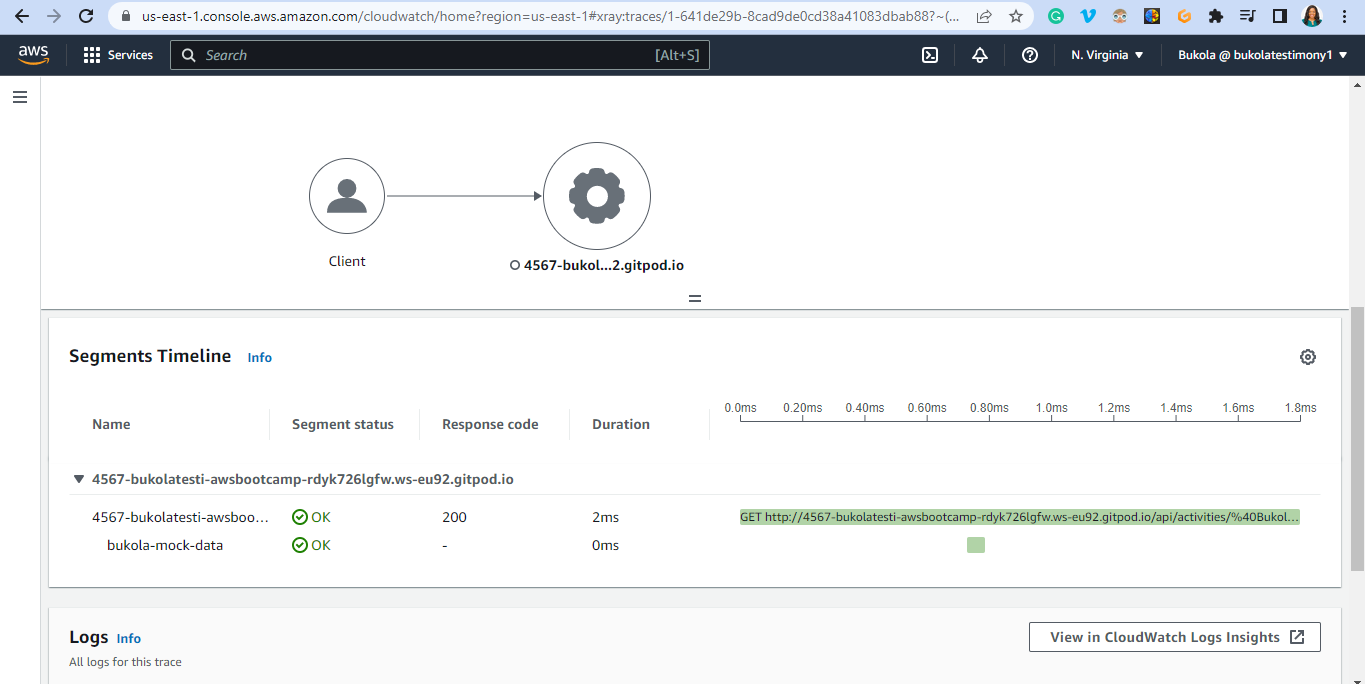 us-east-1.console.aws.amazon.com/cloudwatch/home?region=us-east-1#xray:traces/1-641de29b-8cad9de0cd38a41083dbab88?~(...
aws Services Search [Alt+S] N. Virginia Bukola @ bukolatestimony1
Client
4567-bukol...2.gitpod.io
Segments Timeline Info
0.0ms 0.20ms 0.40ms 0.60ms 0.80ms 1.0ms 1.2ms 1.4ms 1.6ms 1.8ms
Name Segment status Response code Duration
4567-bukolatesti-awsbootcamp-rdyk726lgfw.ws-eu92.gitpod.io
4567-bukolatesti-awsboo... OK 200 2ms GET http://4567-bukolatesti-awsbootcamp-rdyk726lgfw.ws-eu92.gitpod.io/api/activities/%40Bukol...
bukola-mock-data OK - 0ms
Logs Info
View in CloudWatch Logs Insights
All logs for this trace